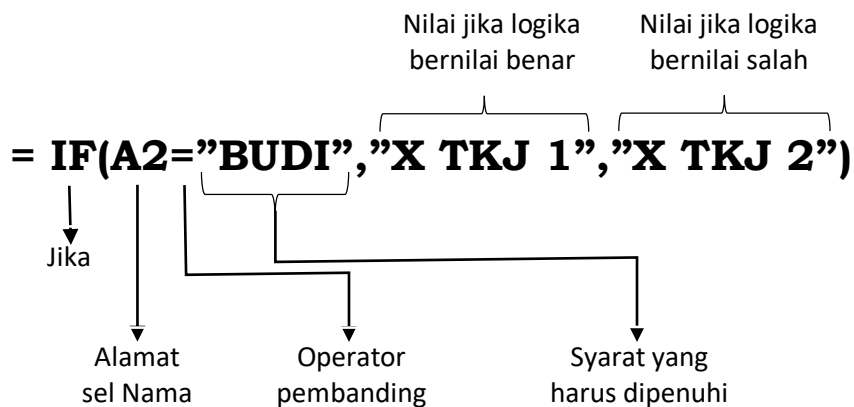 Nilai jika logika
bernilai benar
Nilai jika logika
bernilai salah
= IF(A2=”BUDI”,”X TKJ 1”,”X TKJ 2”)
Jika
Alamat
sel Nama
Operator
pembanding
Syarat yang
harus dipenuhi